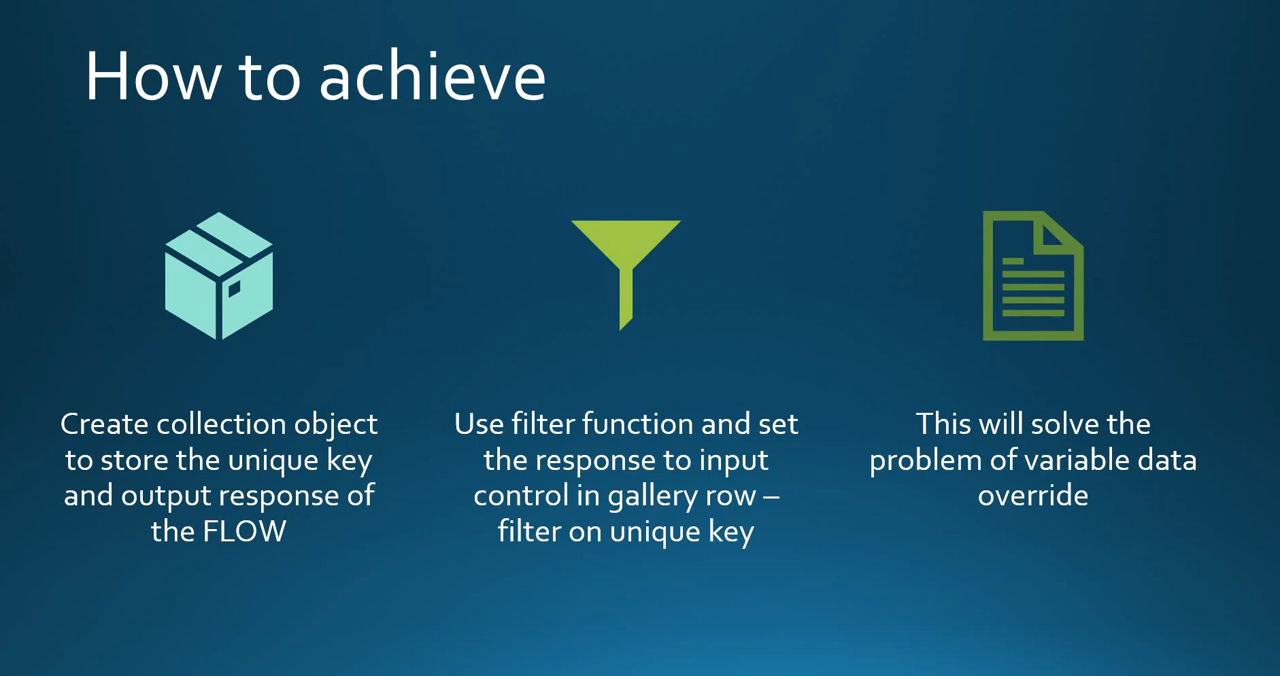 How to achieve
Create collection object
to store the unique key
and output response of
the FLOW
Use filter function and set
the response to input
control in gallery row –
filter on unique key
This will solve the
problem of variable data
override